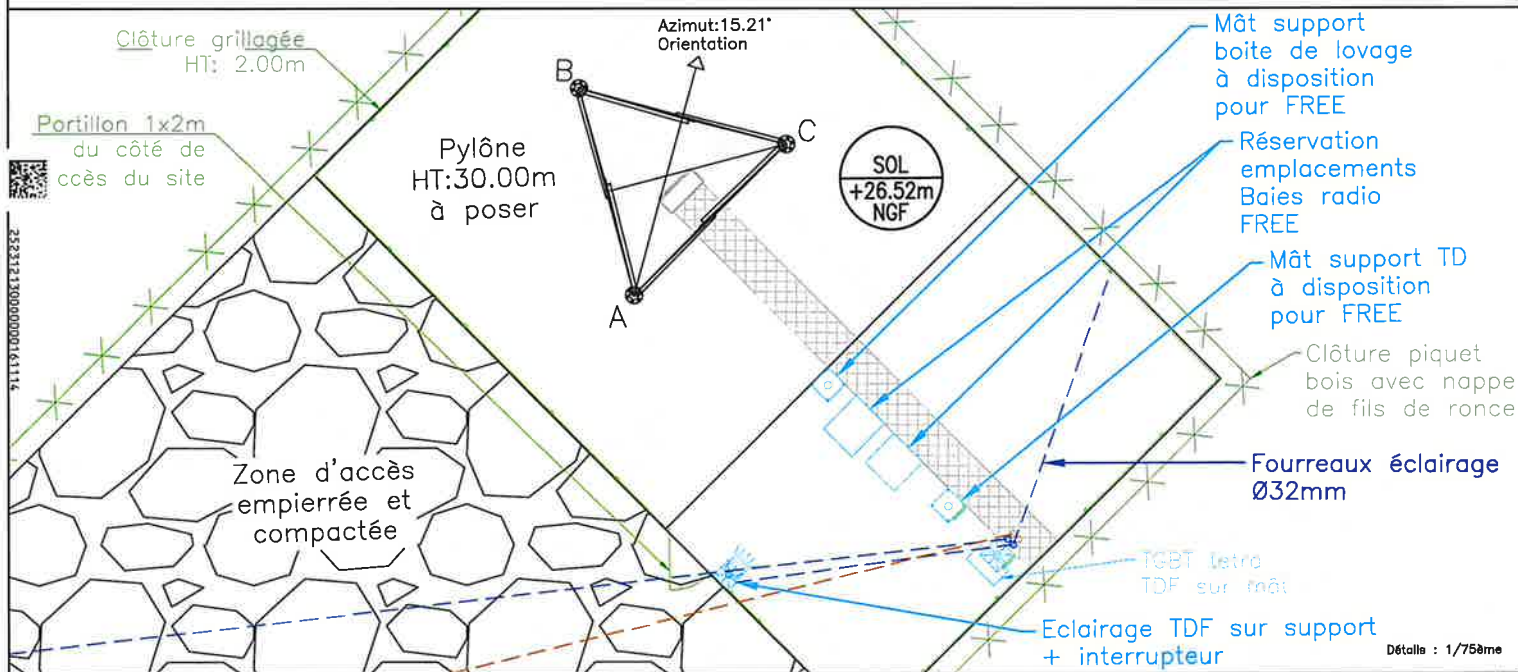 Clôture grillagée
HT: 2.00m
Portillon 1x2m
du côté de
ccès du site
252312130000000161114
Azimut:15.21°
Orientation
B
C
A
Pylône
HT:30.00m
à poser
SOL
+26.52m
NGF
Mât support
boite de lovage
à disposition
pour FREE
Réservation
emplacements
Baies radio
FREE
Mât support TD
à disposition
pour FREE
Clôture piquet
bois avec nappe
de fils de ronce
Fourreaux éclairage
Ø32mm
Zone d'accès
empierrée et
compactée
TGBT tetra
TDF sur mât
Eclairage TDF sur support
+ interrupteur
Détails : 1/75ème